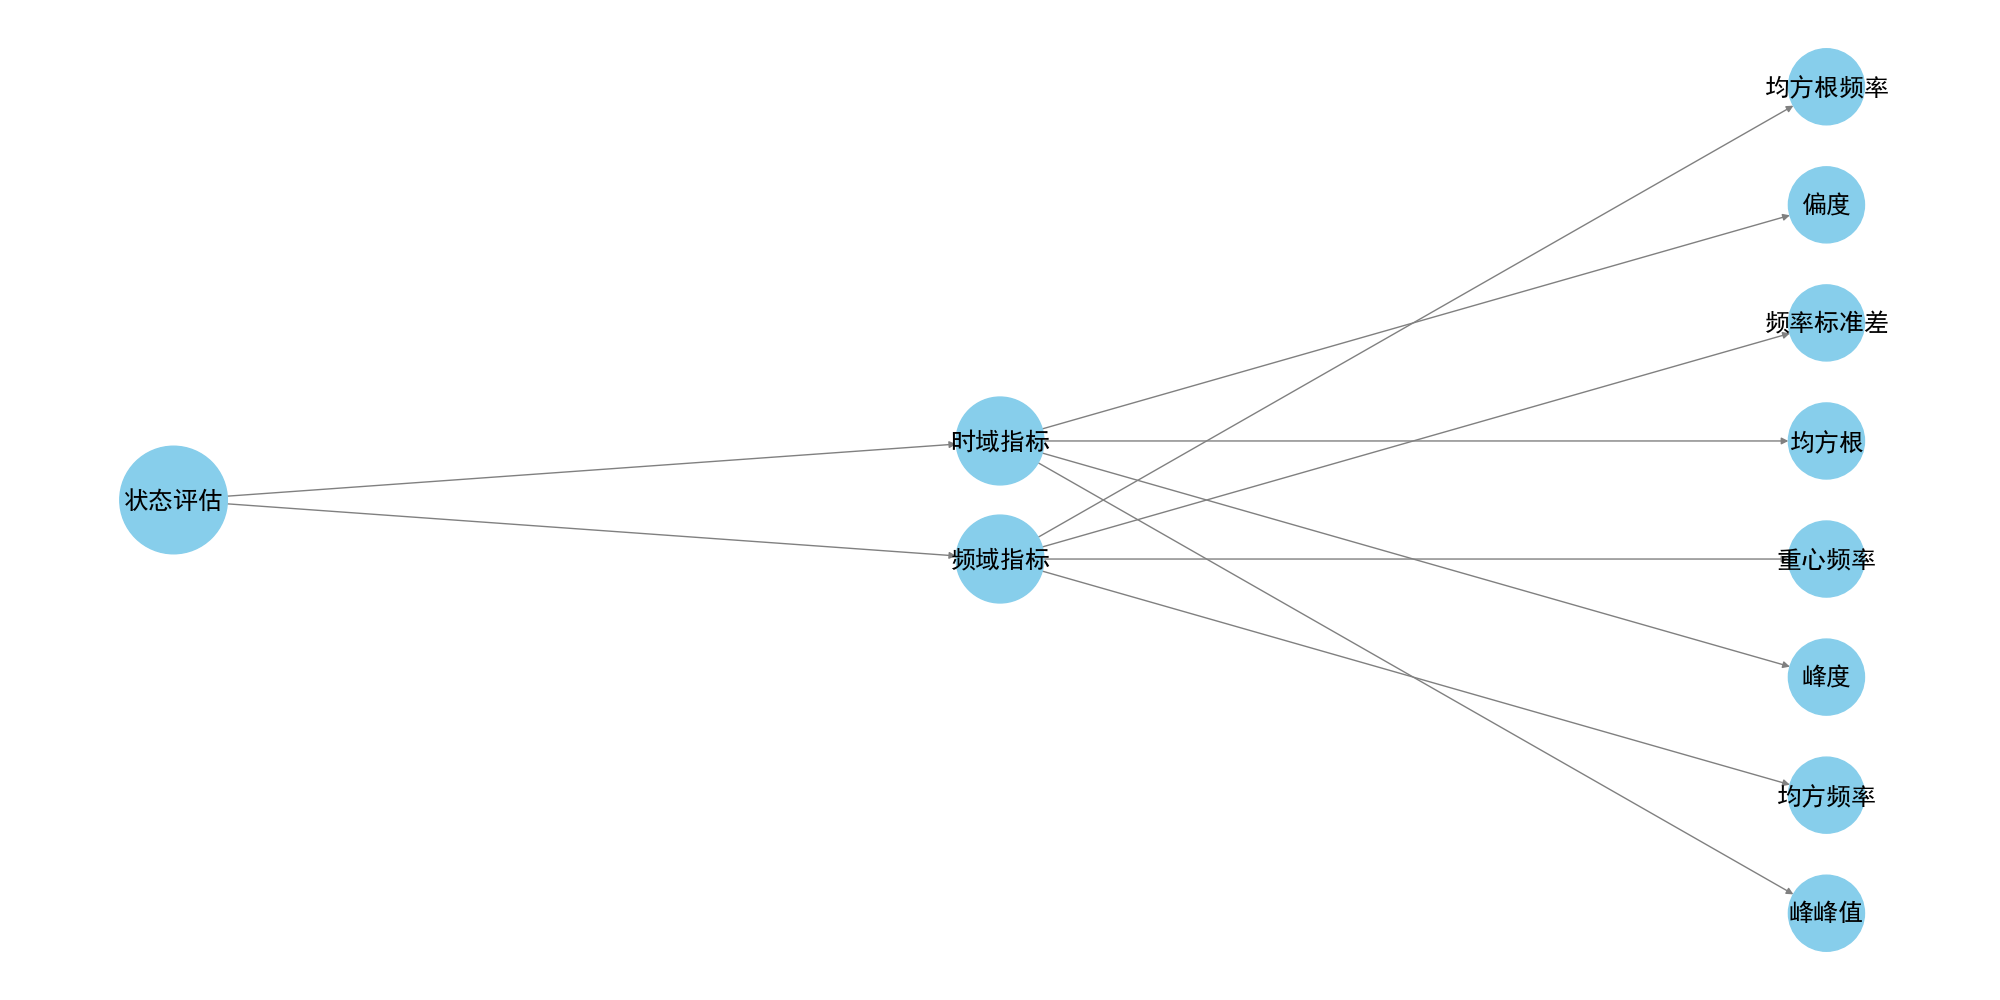 状态评估
时域指标
频域指标
均方根频率
偏度
频率标准差
均方根
重心频率
峰度
均方频率
峰峰值